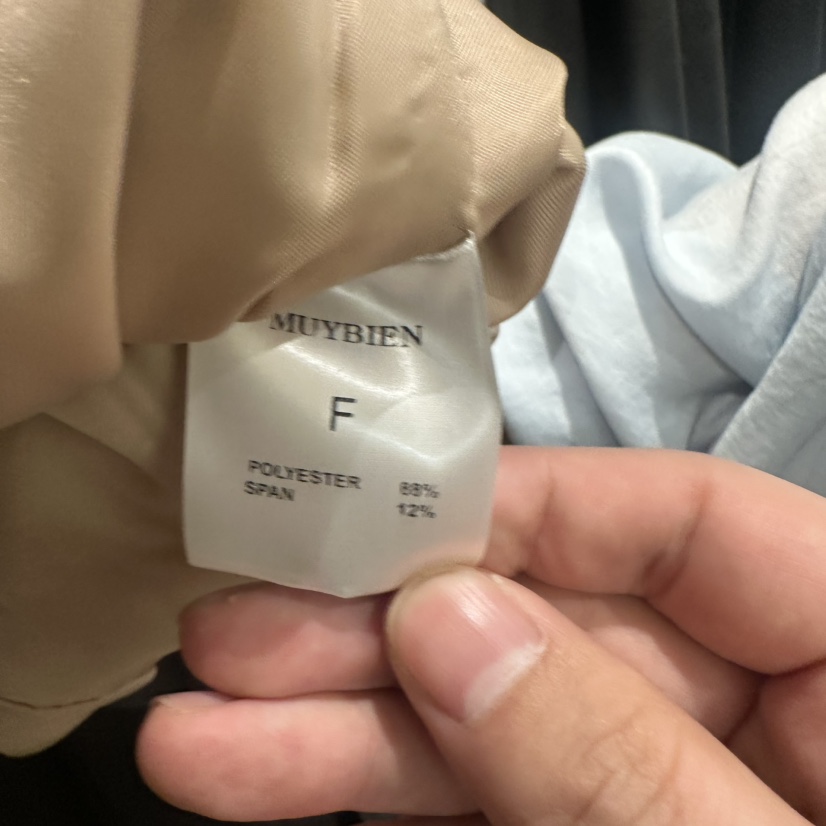 MUYBIEN
F
POLYESTER 88%
SPAN 12%